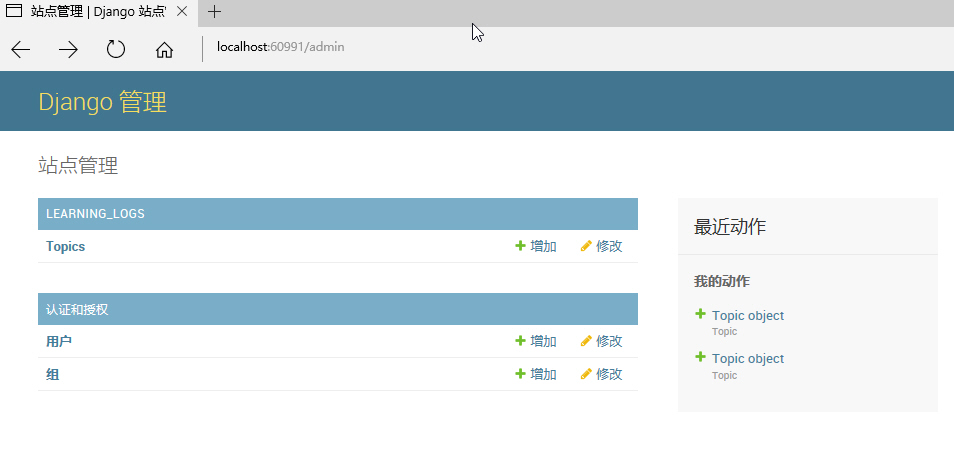 站点管理 | Django 站点'
localhost:60991/admin
Django 管理
站点管理
LEARNING_LOGS
Topics 增加 修改
认证和授权
用户 增加 修改
组 增加 修改
最近动作
我的动作
Topic object
Topic
Topic object
Topic